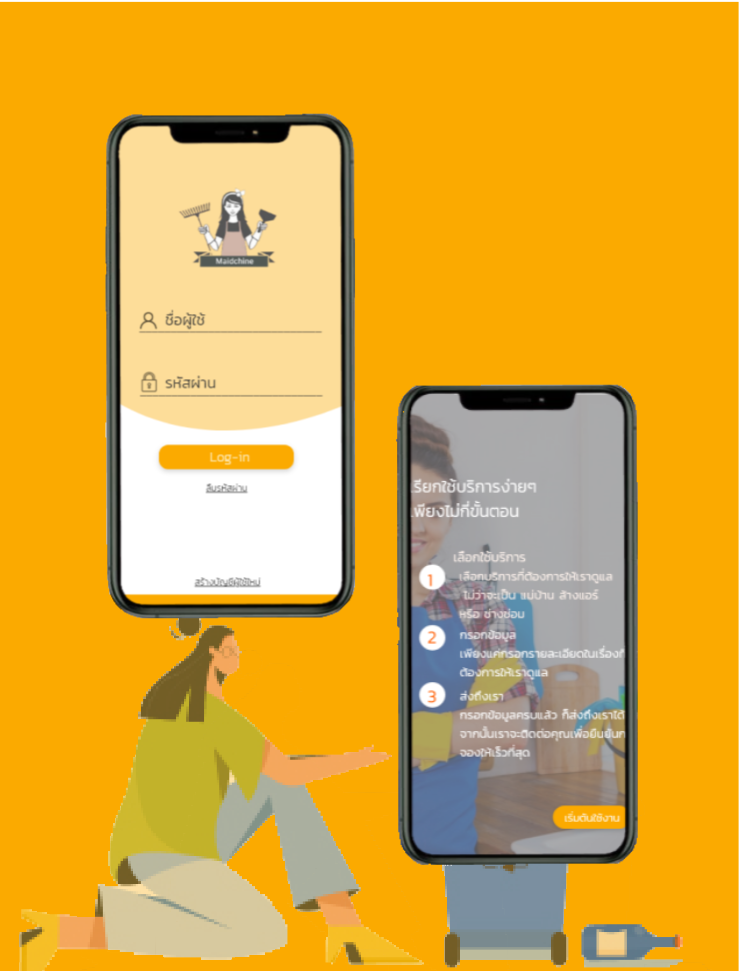 Maidchine
ชื่อผู้ใช้
รหัสผ่าน
Log-in
ลืมรหัสผ่าน
สร้างบัญชีผู้ใช้ใหม่
รียกใช้บริการง่ายๆ
พียงไม่กี่ขั้นตอน
1
เลือกใช้บริการ
เลือกบริการที่ต้องการให้เราดูแล
ไม่ว่าจะเป็น แม่บ้าน ล้างแอร์
หรือ ช่างซ่อม
2
กรอกข้อมูล
เพียงแค่กรอกรายละเอียดในเรื่องที่
ต้องการให้เราดูแล
3
ส่งถึงเรา
กรอกข้อมูลครบแล้ว ก็ส่งถึงเราได้
จากนั้นเราจะติดต่อคุณเพื่อยืนยันก
จองให้เร็วที่สุด
เริ่มต้นใช้งาน